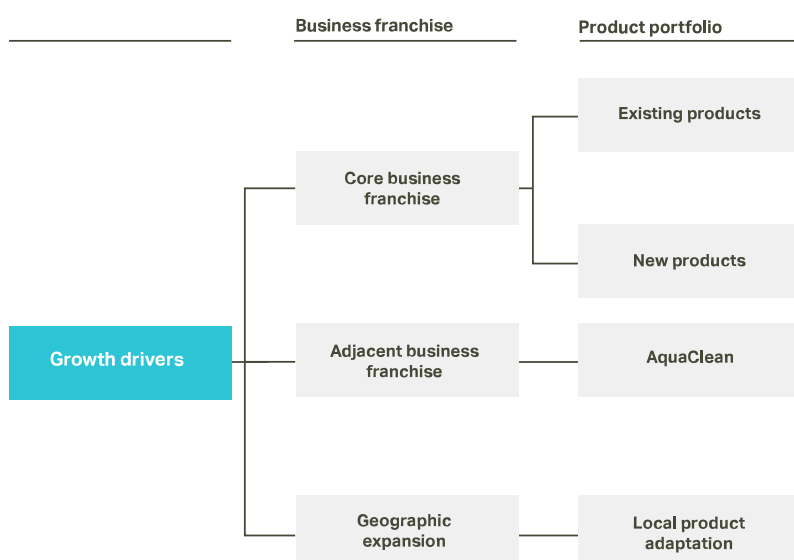 Business franchise
Product portfolio
Existing products
Core business
franchise
New products
Growth drivers
Adjacent business
franchise
AquaClean
Geographic
expansion
Local product
adaptation